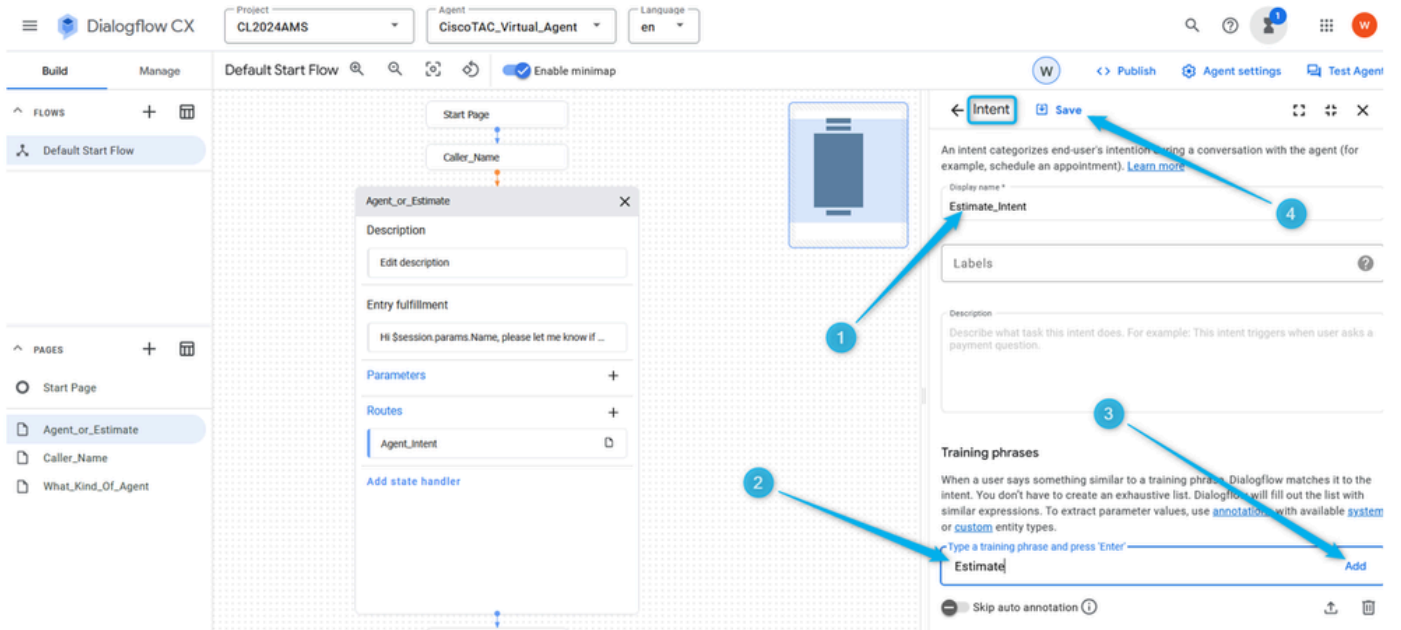 Dialogflow CX
Project
CL2024AMS
Agent
CiscoTAC_Virtual_Agent
Language
en
1
W
Build
Manage
Default Start Flow
Enable minimap
W
Publish
Agent settings
Test Agent
FLOWS
Default Start Flow
PAGES
Start Page
Agent_or_Estimate
Caller_Name
What_Kind_Of_Agent
Start Page
Caller_Name
Agent_or_Estimate
Description
Edit description
Entry fulfillment
Hi $session.params.Name, please let me know if ...
Parameters
Routes
Agent_Intent
Add state handler
Intent
Save
An intent categorizes end-user's intention during a conversation with the agent (for
example, schedule an appointment). Learn more
Display name *
Estimate_Intent
4
Labels
1
Description
Describe what task this intent does. For example: This intent triggers when user asks a
payment question.
3
Training phrases
When a user says something similar to a training phrase, Dialogflow matches it to the
intent. You don't have to create an exhaustive list. Dialogflow will fill out the list with
similar expressions. To extract parameter values, use annotations with available system
or custom entity types.
2
Type a training phrase and press 'Enter'
Estimate
Add
Skip auto annotation